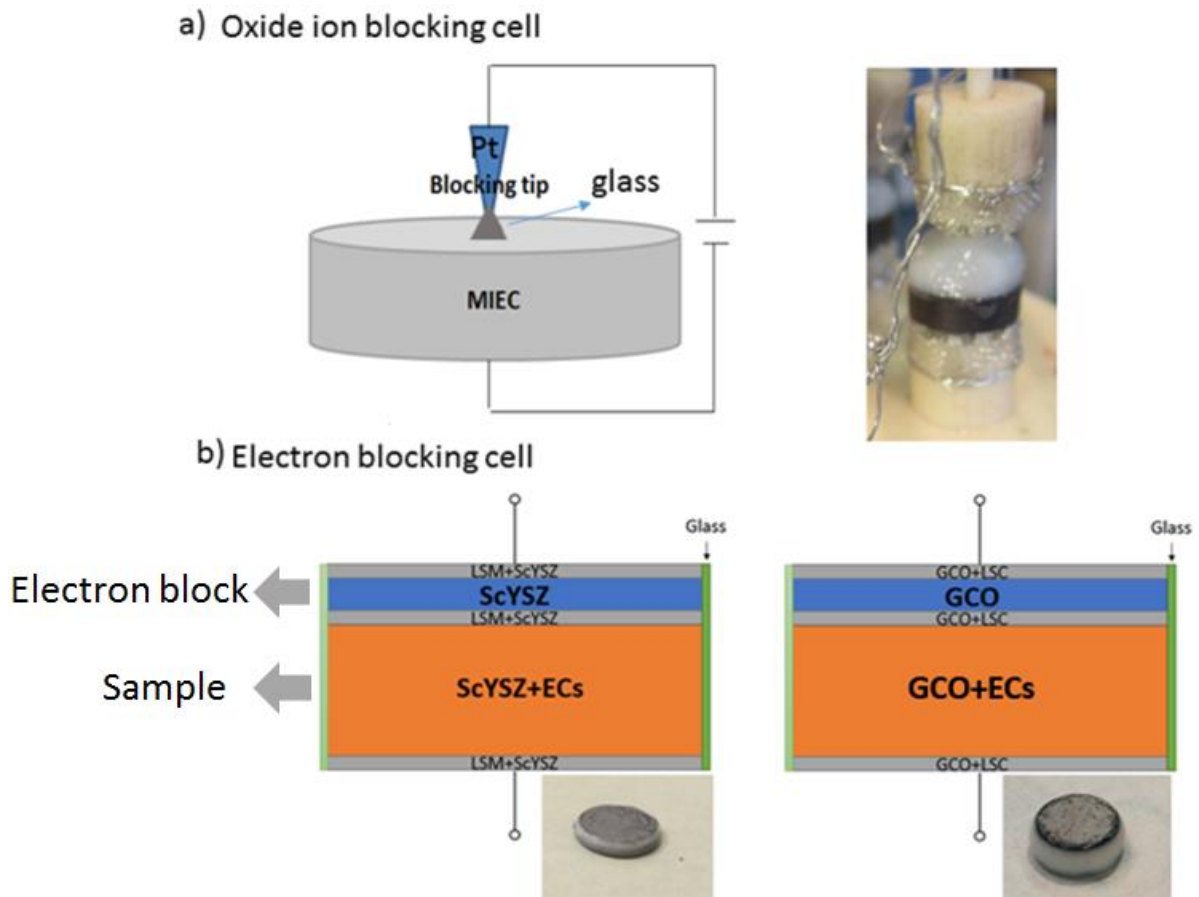 a) Oxide ion blocking cell
Pt
Blocking tip
glass
MIEC
b) Electron blocking cell
Glass
Glass
LSM+ScYSZ
GCO+LSC
Electron block
ScYSZ
GCO
LSM+ScYSZ
GCO+LSC
Sample
ScYSZ+ECs
GCO+ECs
LSM+ScYSZ
GCO+LSC